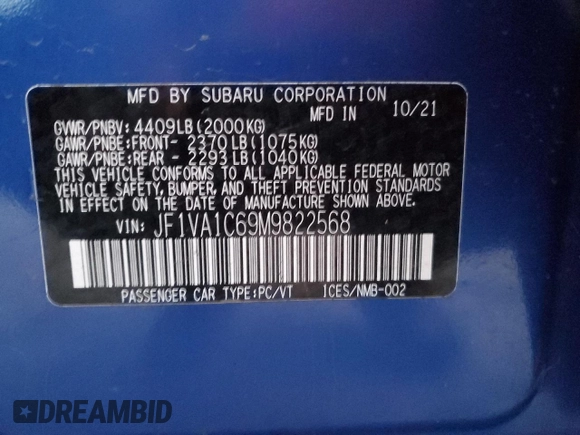 MFD BY SUBARU CORPORATION
MFD IN 10/21
GVWR/PNBV: 4409LB(2000KG)
GAWR/PNBE:FRONT- 2370LB(1075KG)
GAWR/PNBE:REAR - 2293LB(1040KG)
THIS VEHICLE CONFORMS TO ALL APPLICABLE FEDERAL MOTOR
VEHICLE SAFETY, BUMPER, AND THEFT PREVENTION STANDARDS
IN EFFECT ON THE DATE OF MANUFACTURE SHOWN ABOVE.
VIN: JF1VA1C69M9822568
PASSENGER CAR TYPE:PC/VT ICES/NMB-002
DREAMBID